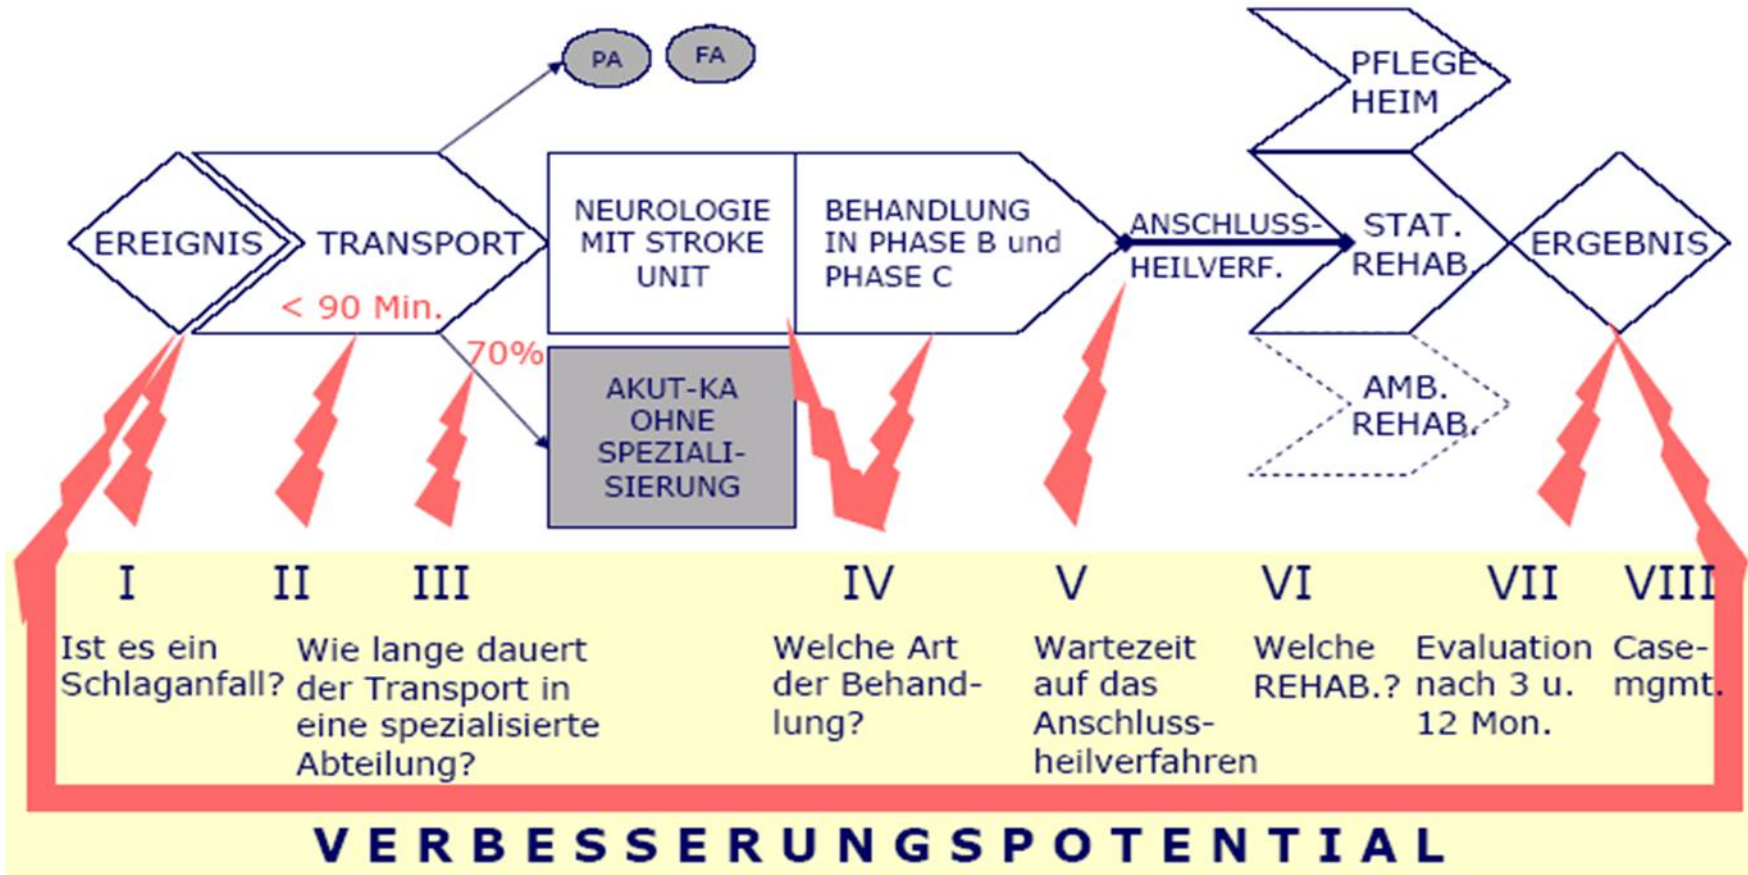 PA
FA
PFLEGE
HEIM
EREIGNIS
TRANSPORT
< 90 Min.
70%
NEUROLOGIE
MIT STROKE
UNIT
BEHANDLUNG
IN PHASE B und
PHASE C
ANSCHLUSS-
HEILVERF.
STAT.
REHAB.
ERGEBNIS
AKUT-KA
OHNE
SPEZIALI-
SIERUNG
AMB.
REHAB.
I
Ist es ein
Schlaganfall?
II
III
Wie lange dauert
der Transport in
eine spezialisierte
Abteilung?
IV
Welche Art
der Behand-
lung?
V
Wartezeit
auf das
Anschluss-
heilverfahren
VI
Welche
REHAB.?
VII
Evaluation
nach 3 u.
12 Mon.
VIII
Case-
mgmt.
VERBESSERUNGSPOTENTIAL